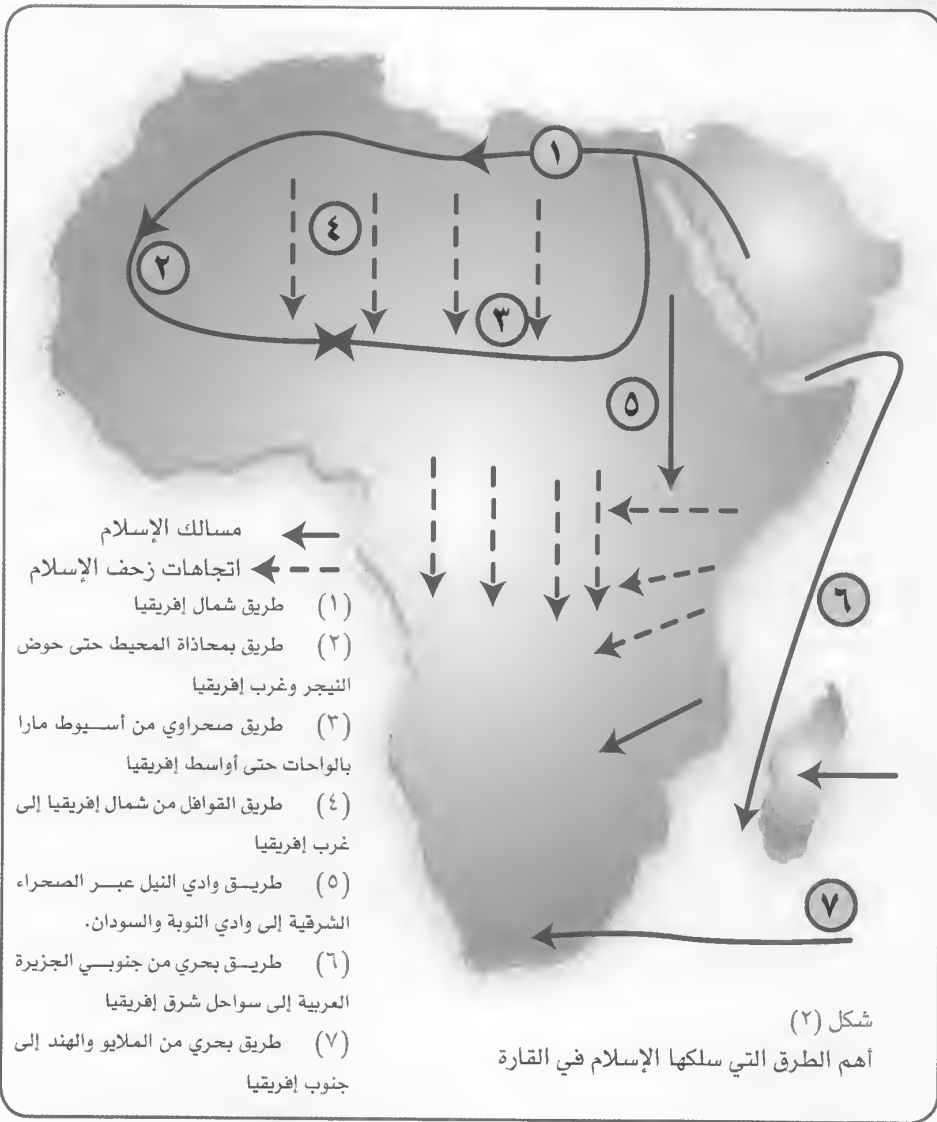 ١
٢
٤
٣
٥
٦
٧
مسالك الإسلام
اتجاهات زحف الإسلام
(١) طريق شمال إفريقيا
(٢) طريق بمحاذاة المحيط حتى حوض
النيجر وغرب إفريقيا
(٣) طريق صحراوي من أسيوط مارا
بالواحات حتى أواسط إفريقيا
(٤) طريق القوافل من شمال إفريقيا إلى
غرب إفريقيا
(٥) طريق وادي النيل عبر الصحراء
الشرقية إلى وادي النوبة والسودان.
(٦) طريق بحري من جنوبي الجزيرة
العربية إلى سواحل شرق إفريقيا
(٧) طريق بحري من الملايو والهند إلى
جنوب إفريقيا
شكل (٢)
أهم الطرق التي سلكها الإسلام في القارة